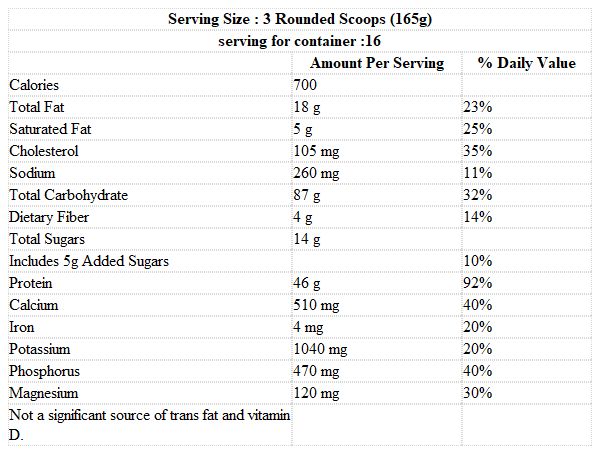 Serving Size : 3 Rounded Scoops (165g)
serving for container :16
Amount Per Serving % Daily Value
Calories 700
Total Fat 18 g 23%
Saturated Fat 5 g 25%
Cholesterol 105 mg 35%
Sodium 260 mg 11%
Total Carbohydrate 87 g 32%
Dietary Fiber 4 g 14%
Total Sugars 14 g
Includes 5g Added Sugars 10%
Protein 46 g 92%
Calcium 510 mg 40%
Iron 4 mg 20%
Potassium 1040 mg 20%
Phosphorus 470 mg 40%
Magnesium 120 mg 30%
Not a significant source of trans fat and vitamin
D.